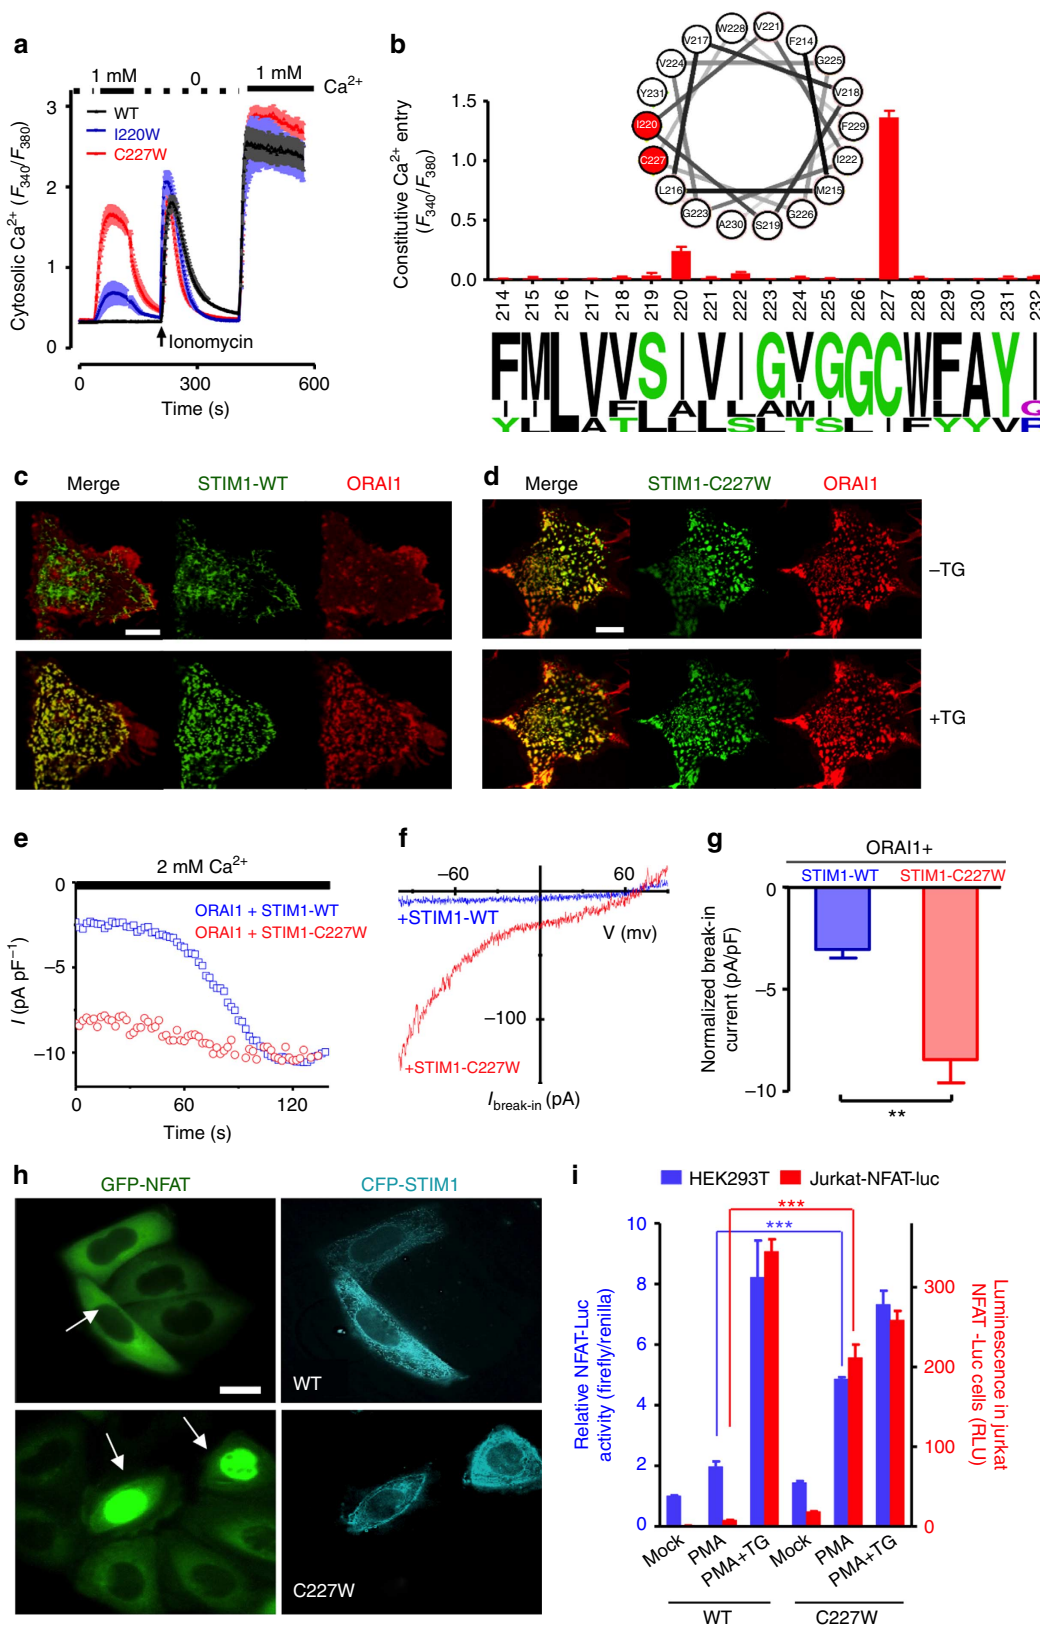 a
1 mM 0 1 mM Ca2+
WT
I220W
C227W
Cytosolic Ca2+ (F340/F380)
3
2
1
0
Ionomycin
0 300 600
Time (s)
b
Constitutive Ca2+ entry
(F340/F380)
1.5
1.0
0.5
0.0
W228 V221 F214 G225 V218 F229 I222 M215 G226 S219 A230 G223 L216 C227 I220 Y231 V224 V217
214 215 216 217 218 219 220 221 222 223 224 225 226 227 228 229 230 231 232
FMLVVSIVIGVGGCWFAYI
c
Merge STIM1-WT ORAI1
d
Merge STIM1-C227W ORAI1
–TG
+TG
e
2 mM Ca2+
ORAI1 + STIM1-WT
ORAI1 + STIM1-C227W
I (pA pF−1)
0
−5
−10
0 60 120
Time (s)
f
−60 60
+STIM1-WT
V (mv)
−100
+STIM1-C227W
Ibreak-in (pA)
g
ORAI1+
STIM1-WT STIM1-C227W
Normalized break-in
current (pA/pF)
0
−5
−10
**
h
GFP-NFAT CFP-STIM1
WT
C227W
i
HEK293T Jurkat-NFAT-luc
***
***
Relative NFAT-Luc
activity (firefly/renilla)
10
8
6
4
2
0
300
200
100
0
Luminescence in jurkat
NFAT -Luc cells (RLU)
Mock PMA PMA+TG Mock PMA PMA+TG
WT C227W